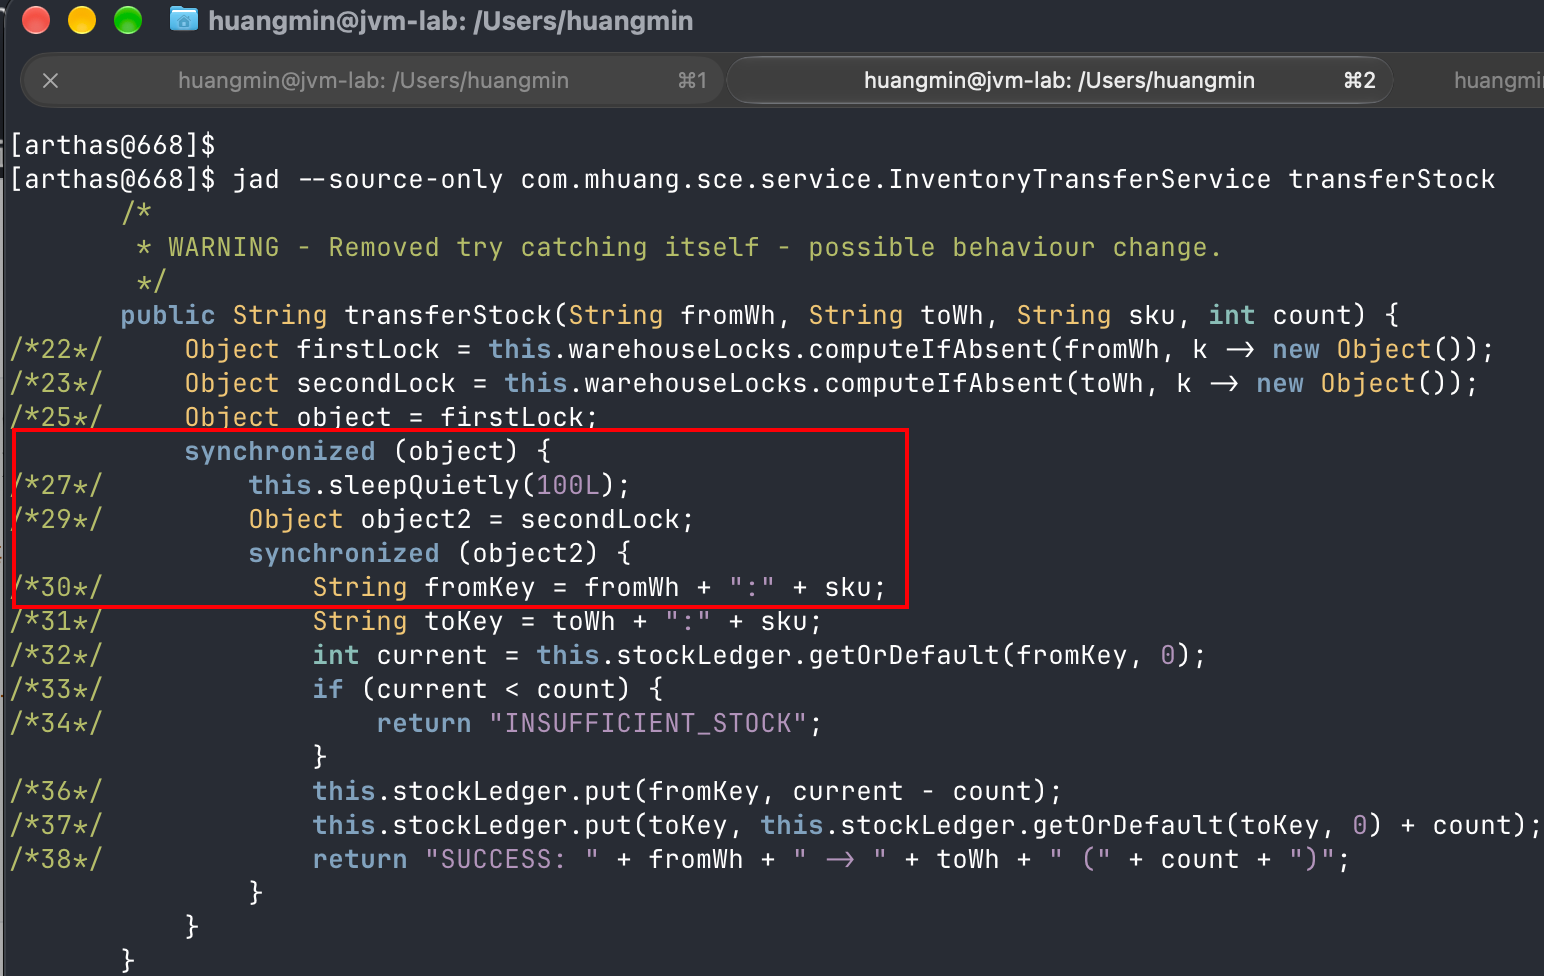 huangmin@jvm-lab: /Users/huangmin
huangmin@jvm-lab: /Users/huangmin ⌘1 huangmin@jvm-lab: /Users/huangmin ⌘2 huangmi
[arthas@668]$
[arthas@668]$ jad --source-only com.mhuang.sce.service.InventoryTransferService transferStock
/*
* WARNING - Removed try catching itself - possible behaviour change.
*/
public String transferStock(String fromWh, String toWh, String sku, int count) {
/*22*/ Object firstLock = this.warehouseLocks.computeIfAbsent(fromWh, k -> new Object());
/*23*/ Object secondLock = this.warehouseLocks.computeIfAbsent(toWh, k -> new Object());
/*25*/ Object object = firstLock;
synchronized (object) {
/*27*/ this.sleepQuietly(100L);
/*29*/ Object object2 = secondLock;
synchronized (object2) {
/*30*/ String fromKey = fromWh + ":" + sku;
/*31*/ String toKey = toWh + ":" + sku;
/*32*/ int current = this.stockLedger.getOrDefault(fromKey, 0);
/*33*/ if (current < count) {
/*34*/ return "INSUFFICIENT_STOCK";
}
/*36*/ this.stockLedger.put(fromKey, current - count);
/*37*/ this.stockLedger.put(toKey, this.stockLedger.getOrDefault(toKey, 0) + count);
/*38*/ return "SUCCESS: " + fromWh + " -> " + toWh + " (" + count + ")";
}
}
}